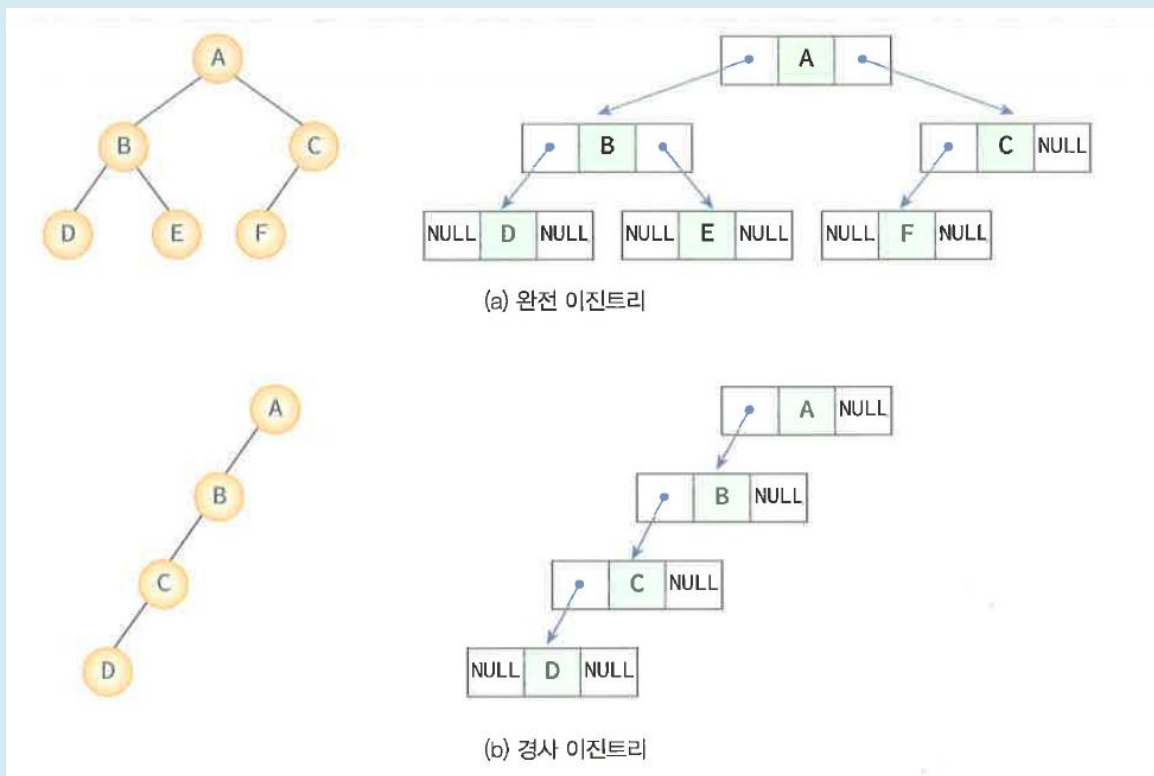 A
A
B
C
B
C NULL
D
E
F
NULL D NULL
NULL E NULL
NULL F NULL
(a) 완전 이진트리
A
A NULL
B
B NULL
C
C NULL
D
NULL D NULL
(b) 경사 이진트리